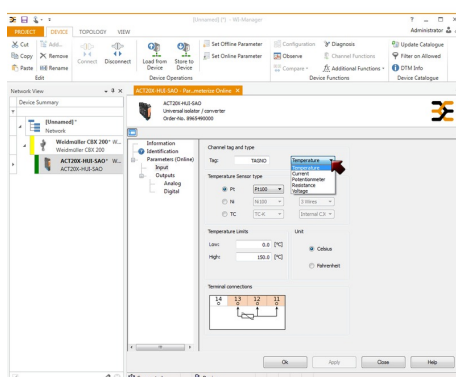 [Unnamed] (*) - WI-Manager
PROJECT DEVICE TOPOLOGY VIEW Administrator
Cut Add... Set Offline Parameter Configuration Diagnosis Update Catalogue
Copy Remove Connect Disconnect Load from Device Store to Device Set Online Parameter Observe Channel Functions Filter on Allowed
Paste Rename Compare Additional Functions DTM Info
Edit Device Operations Device Functions Device Catalogue
Network View
ACT20X-HUI-SAO - Par...meterize Online
Device Summary
ACT20X-HUI-SAO
Universal isolator / converter
Order-No. 8965490000
[Unnamed]*
Network
Weidmüller CBX 200* W...
Weidmüller CBX 200
ACT20X-HUI-SAO* W...
ACT20X-HUI-SAO
Information
Identification
Parameters (Online)
Input
Outputs
Analog
Digital
Channel tag and type
Tag: TAGNO Temperature
Temperature
Current
Potentionmeter
Resistance
Voltage
Temperature Sensor type
Pt Pt100
Ni Ni100 3 Wires
TC TC-K Internal CJC
Temperature Limits Unit
Low: 0.0 [°C]
Celsius
High: 150.0 [°C]
Fahrenheit
Terminal connections
14 13 12 11
Ok Apply Close Help